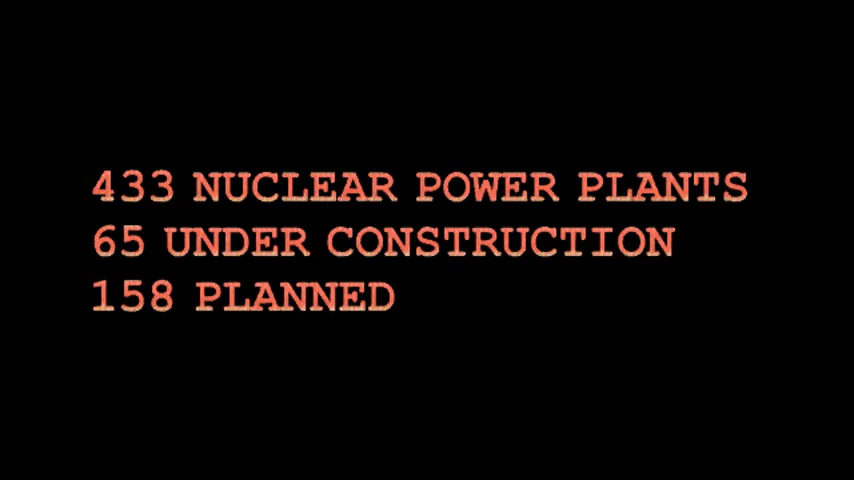 433 NUCLEAR POWER PLANTS
65 UNDER CONSTRUCTION
158 PLANNED